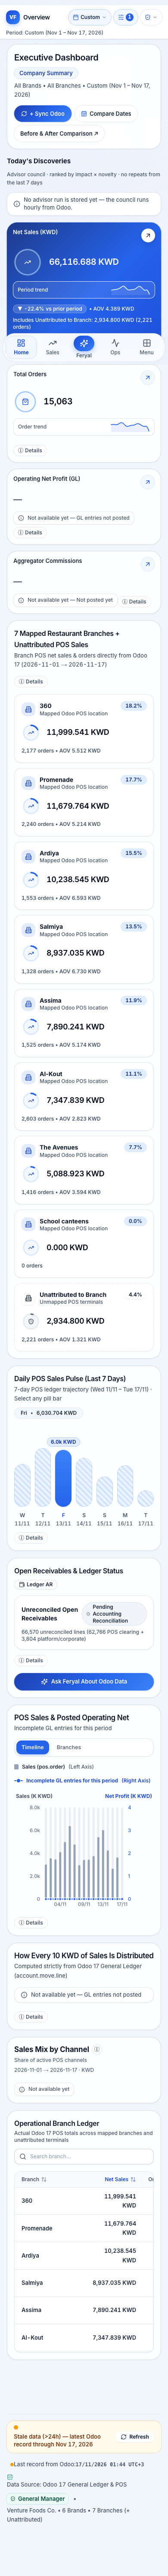 VF
Overview
Custom
1
Period: Custom (Nov 1 – Nov 17, 2026)
Executive Dashboard
Company Summary
All Brands • All Branches • Custom (Nov 1 – Nov 17, 2026)
+ Sync Odoo
Compare Dates
Before & After Comparison ↗
Today's Discoveries
Advisor council · ranked by impact × novelty · no repeats from the last 7 days
No advisor run is stored yet — the council runs hourly from Odoo.
Net Sales (KWD)
66,116.688 KWD
Period trend
▼ -22.4% vs prior period
• AOV 4.389 KWD
Includes Unattributed to Branch: 2,934.800 KWD (2,221 orders)
Home
Sales
Feryal
Ops
Menu
Total Orders
15,063
Order trend
Details
Operating Net Profit (GL)
—
Not available yet — GL entries not posted
Details
Aggregator Commissions
—
Not available yet — Not posted yet
Details
7 Mapped Restaurant Branches + Unattributed POS Sales
Branch POS net sales & orders directly from Odoo 17 (2026-11-01 → 2026-11-17)
Details
360
18.2%
Mapped Odoo POS location
11,999.541 KWD
2,177 orders • AOV 5.512 KWD
Promenade
17.7%
Mapped Odoo POS location
11,679.764 KWD
2,240 orders • AOV 5.214 KWD
Ardiya
15.5%
Mapped Odoo POS location
10,238.545 KWD
1,553 orders • AOV 6.593 KWD
Salmiya
13.5%
Mapped Odoo POS location
8,937.035 KWD
1,328 orders • AOV 6.730 KWD
Assima
11.9%
Mapped Odoo POS location
7,890.241 KWD
1,525 orders • AOV 5.174 KWD
Al-Kout
11.1%
Mapped Odoo POS location
7,347.839 KWD
2,603 orders • AOV 2.823 KWD
The Avenues
7.7%
Mapped Odoo POS location
5,088.923 KWD
1,416 orders • AOV 3.594 KWD
School canteens
0.0%
Mapped Odoo POS location
0.000 KWD
0 orders
Unattributed to Branch
4.4%
Unmapped POS terminals
2,934.800 KWD
2,221 orders • AOV 1.321 KWD
Daily POS Sales Pulse (Last 7 Days)
7-day POS ledger trajectory (Wed 11/11 – Tue 17/11) · Select any pill bar
Fri • 6,030.704 KWD
6.0k KWD
W T F S S M T
11/11 12/11 13/11 14/11 15/11 16/11 17/11
Details
Open Receivables & Ledger Status
Ledger AR
Unreconciled Open Receivables
Pending Accounting Reconciliation
66,570 unreconciled lines (62,766 POS clearing + 3,804 platform/corporate)
Details
Ask Feryal About Odoo Data
POS Sales & Posted Operating Net
Incomplete GL entries for this period
Timeline
Branches
Sales (pos.order) (Left Axis)
Incomplete GL entries for this period (Right Axis)
Sales (K KWD)
Net Profit (K KWD)
8.0k
6.0k
4.0k
2.0k
0
4
3
2
1
0
04/11 09/11 13/11 17/11
Details
How Every 10 KWD of Sales Is Distributed
Computed strictly from Odoo 17 General Ledger (account.move.line)
Not available yet — GL entries not posted
Details
Sales Mix by Channel
Share of active POS channels
2026-11-01 → 2026-11-17 · KWD
Not available yet
Operational Branch Ledger
Actual Odoo 17 POS totals across mapped branches and unattributed terminals
Search branch...
Branch
Net Sales
360
11,999.541 KWD
Promenade
11,679.764 KWD
Ardiya
10,238.545 KWD
Salmiya
8,937.035 KWD
Assima
7,890.241 KWD
Al-Kout
7,347.839 KWD
Stale data (>24h) — latest Odoo record through Nov 17, 2026
Refresh
Last record from Odoo:17/11/2026 01:44 UTC+3
Data Source: Odoo 17 General Ledger & POS
General Manager •
Venture Foods Co. • 6 Brands • 7 Branches (+ Unattributed)